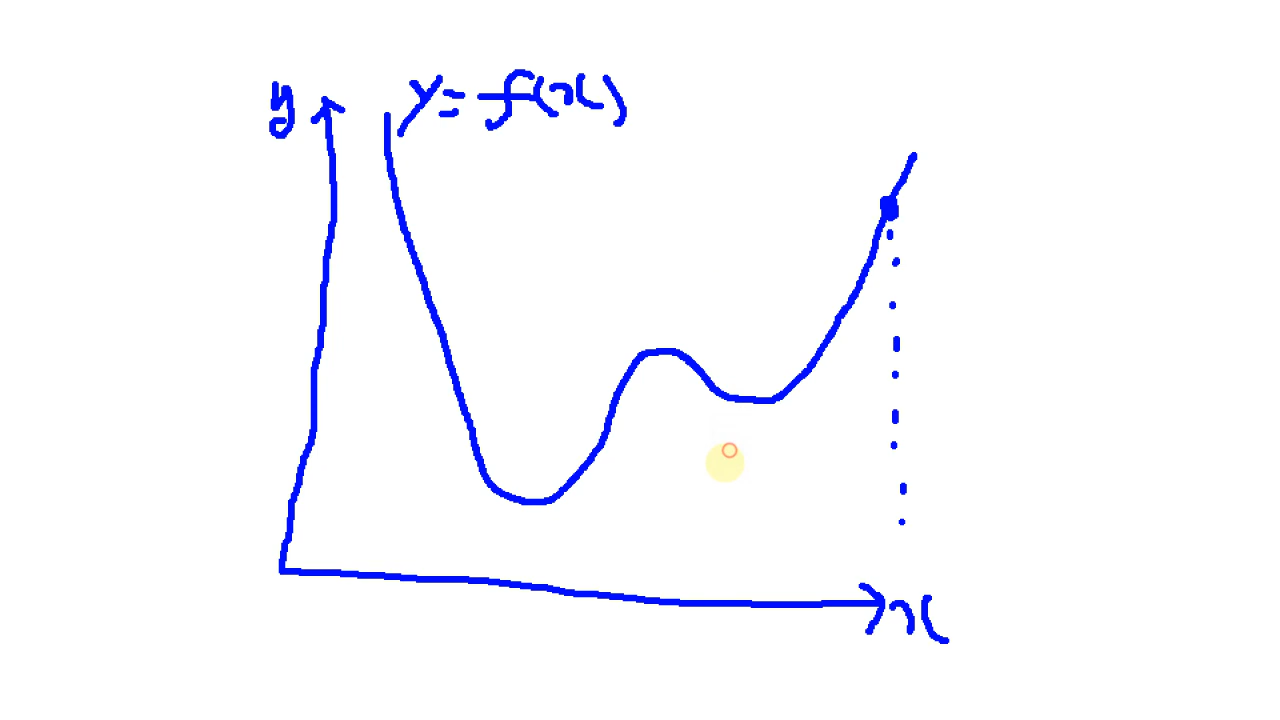 y
y = f(x)
x